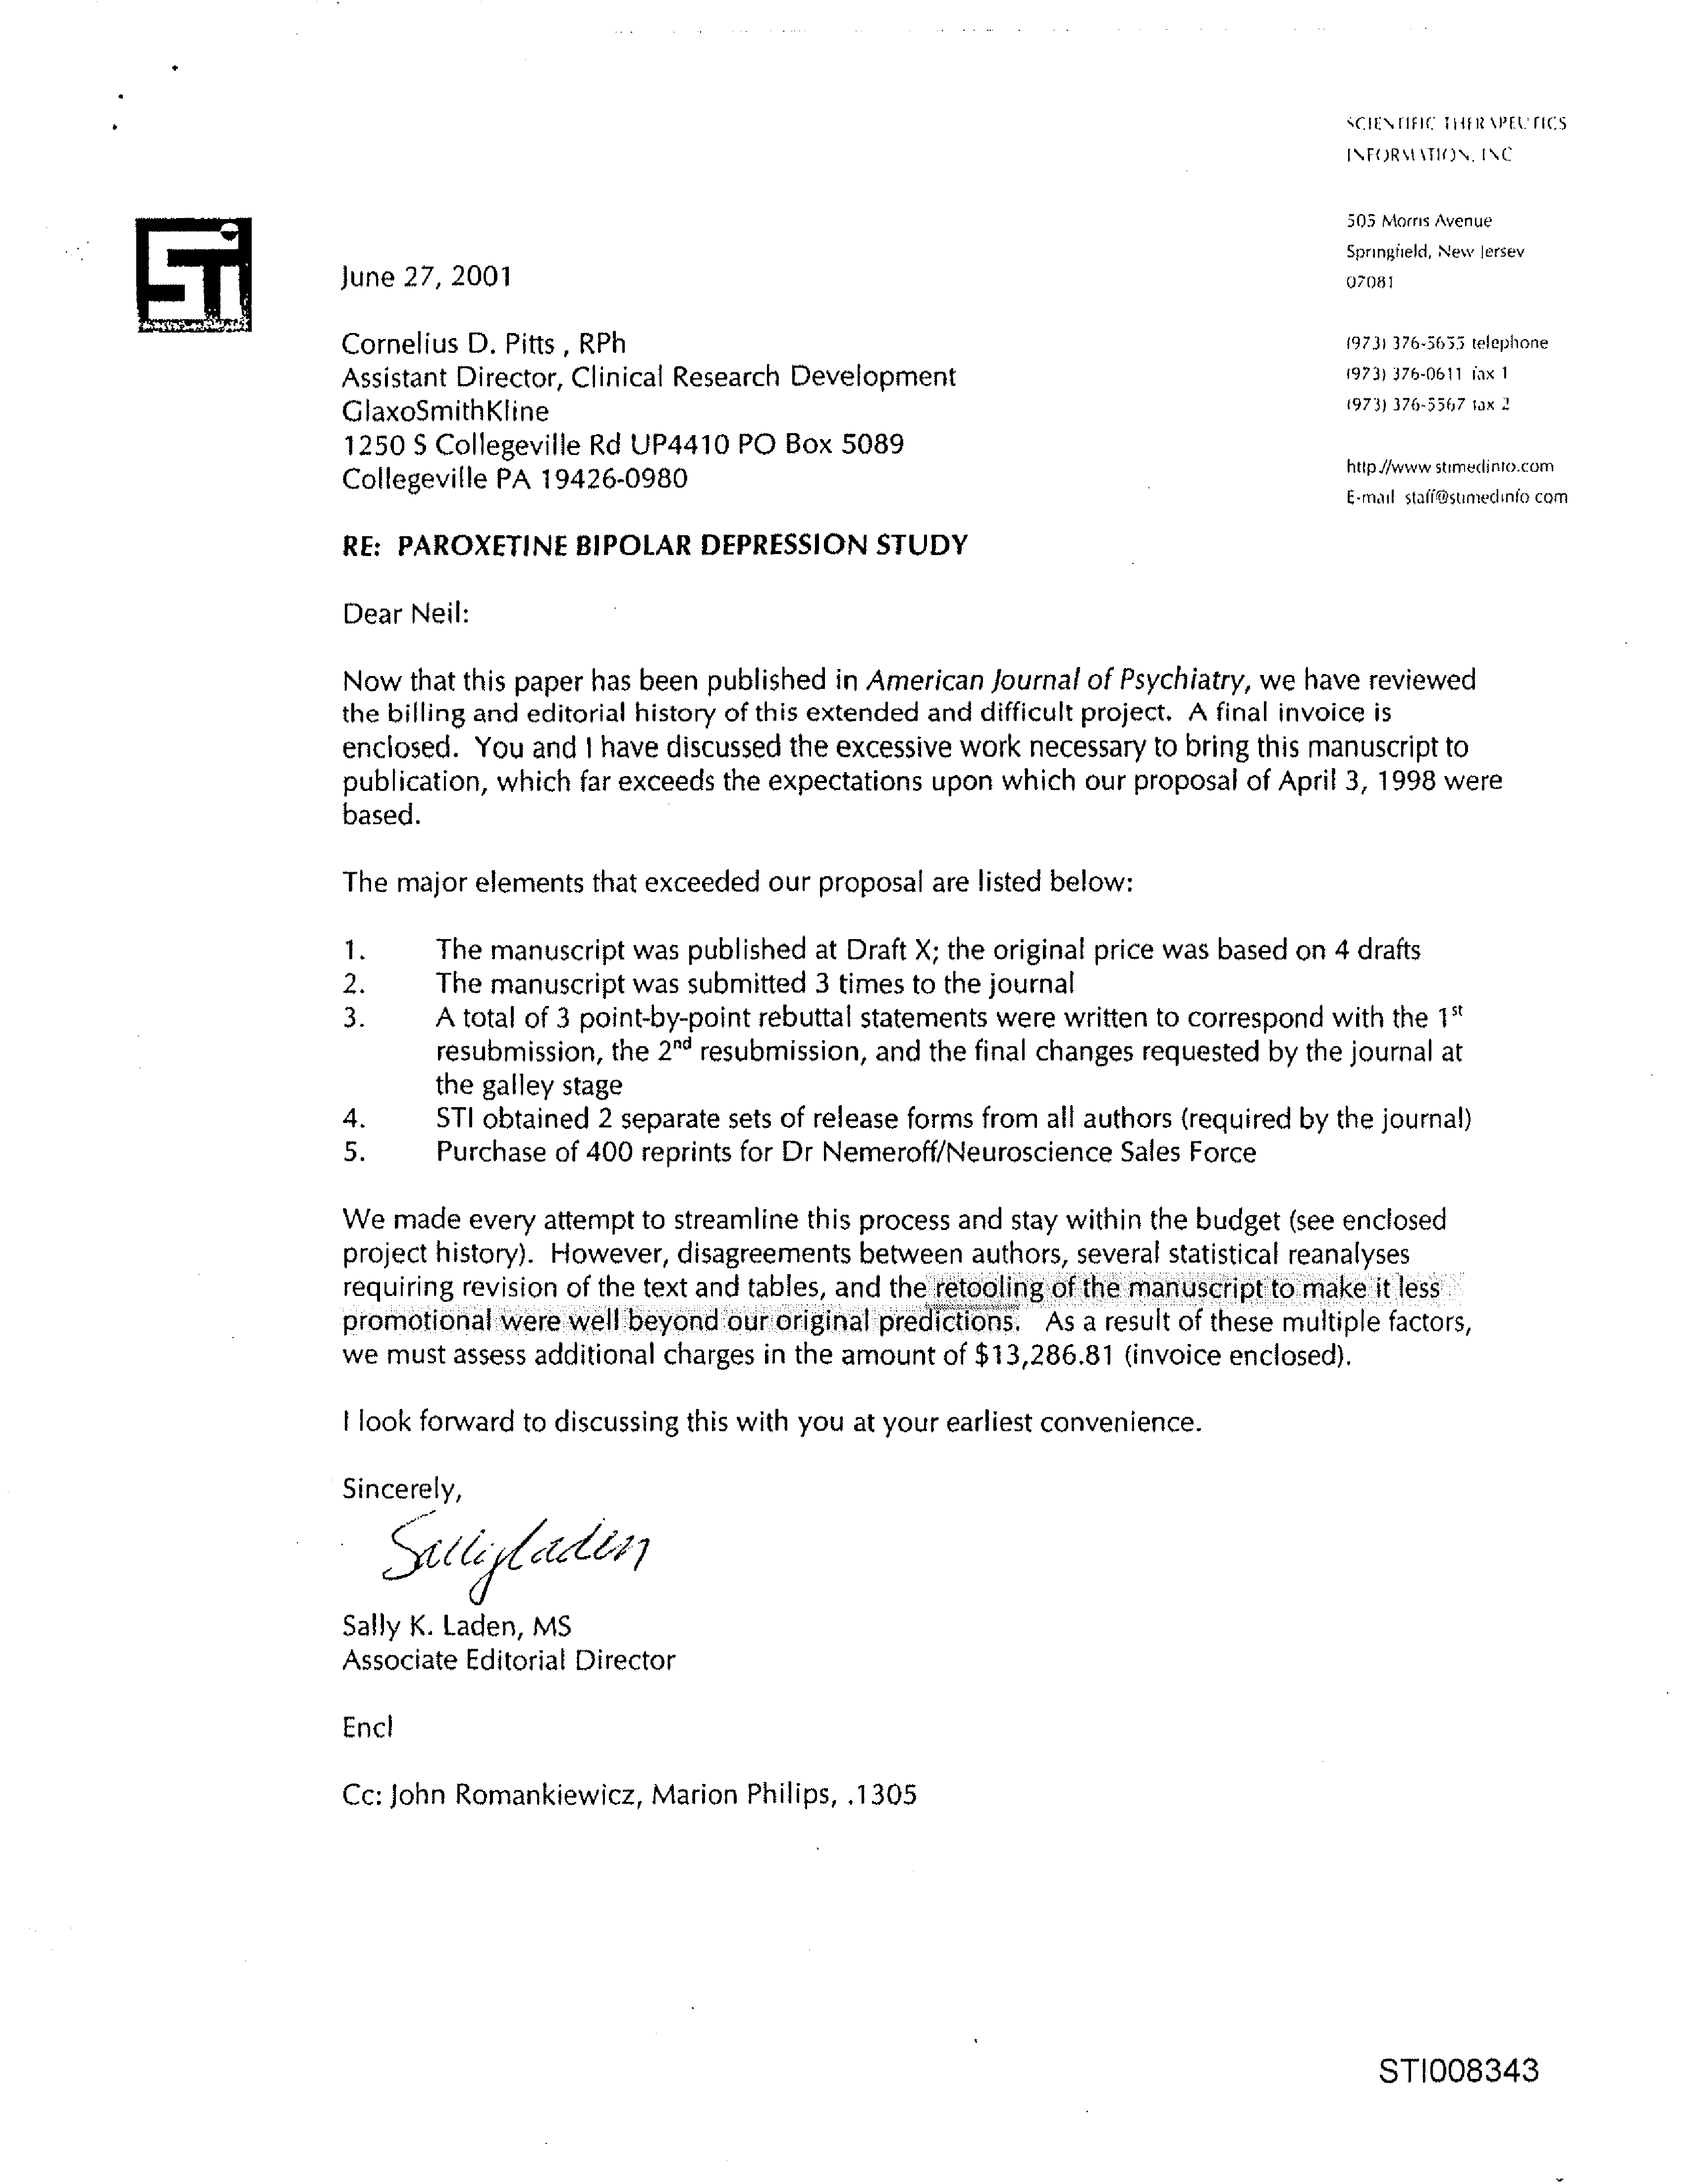 SCIENTIFIC THERAPEUTICS
INFORMATION, INC
505 Morris Avenue
Springfield, New Jersey
07081
(973) 376-5655 telephone
(973) 376-0611 fax 1
(973) 376-5567 fax 2
http://www stimedinfo.com
E-mail staff@stimedinfo com
STi
June 27, 2001
Cornelius D. Pitts , RPh
Assistant Director, Clinical Research Development
GlaxoSmithKline
1250 S Collegeville Rd UP4410 PO Box 5089
Collegeville PA 19426-0980
RE: PAROXETINE BIPOLAR DEPRESSION STUDY
Dear Neil:
Now that this paper has been published in American Journal of Psychiatry, we have reviewed
the billing and editorial history of this extended and difficult project. A final invoice is
enclosed. You and I have discussed the excessive work necessary to bring this manuscript to
publication, which far exceeds the expectations upon which our proposal of April 3, 1998 were
based.
The major elements that exceeded our proposal are listed below:
1. The manuscript was published at Draft X; the original price was based on 4 drafts
2. The manuscript was submitted 3 times to the journal
3. A total of 3 point-by-point rebuttal statements were written to correspond with the 1st
resubmission, the 2nd resubmission, and the final changes requested by the journal at
the galley stage
4. STI obtained 2 separate sets of release forms from all authors (required by the journal)
5. Purchase of 400 reprints for Dr Nemeroff/Neuroscience Sales Force
We made every attempt to streamline this process and stay within the budget (see enclosed
project history). However, disagreements between authors, several statistical reanalyses
requiring revision of the text and tables, and the retooling of the manuscript to make it less
promotional were well beyond our original predictions. As a result of these multiple factors,
we must assess additional charges in the amount of $13,286.81 (invoice enclosed).
I look forward to discussing this with you at your earliest convenience.
Sincerely,
Sally Laden
Sally K. Laden, MS
Associate Editorial Director
Encl
Cc: John Romankiewicz, Marion Philips, .1305
STI008343